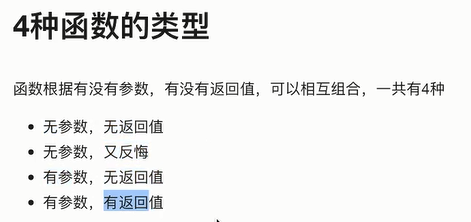 4种函数的类型
函数根据有没有参数，有没有返回值，可以相互组合，一共有4种
• 无参数，无返回值
• 无参数，又反悔
• 有参数，无返回值
• 有参数，有返回值